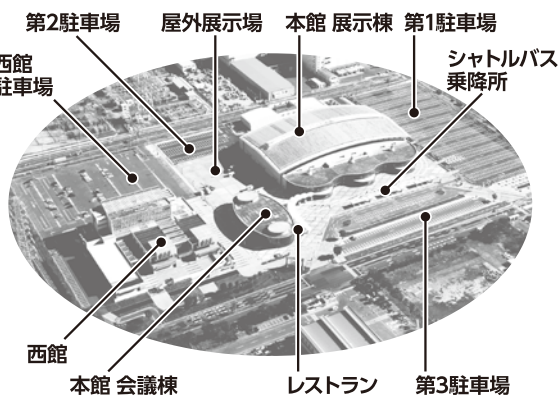 第2駐車場
屋外展示場
本館 展示棟
第1駐車場
シャトルバス
乗降所
西館
駐車場
西館
本館 会議棟
レストラン
第3駐車場